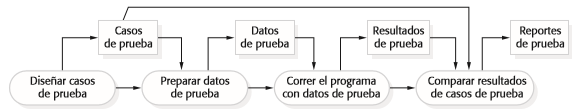 Casos
de prueba
Datos
de prueba
Resultados
de prueba
Reportes
de prueba
Diseñar casos
de prueba
Preparar datos
de prueba
Correr el programa
con datos de prueba
Comparar resultados
de casos de prueba